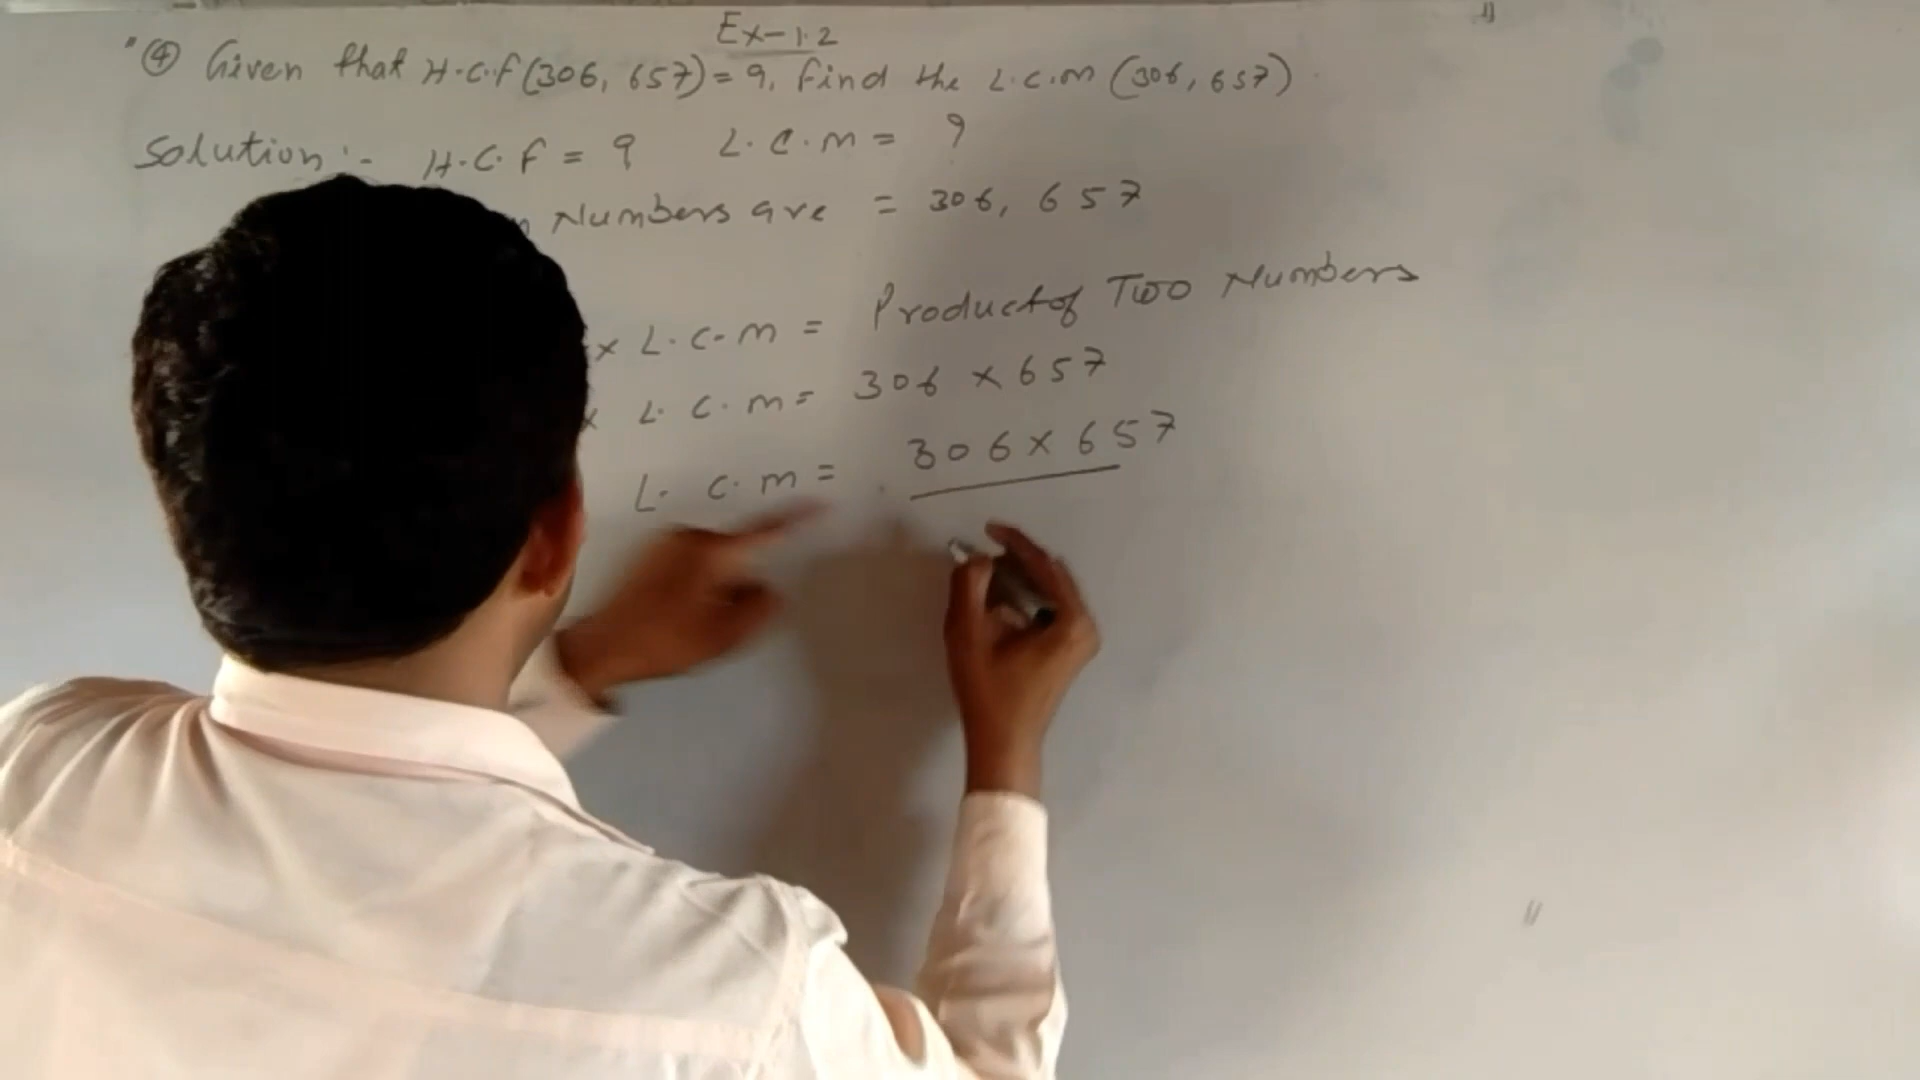 Ex-1.2
④ Given that H.C.F(306, 657)= 9, find the L.C.M (306, 657)
Solution :- H.C.F = 9 L.C.M = ?
Numbers are = 306, 657
x L.C.M = Product of Two Numbers
x L.C.M = 306 x 657
L.C.M = 306 x 657